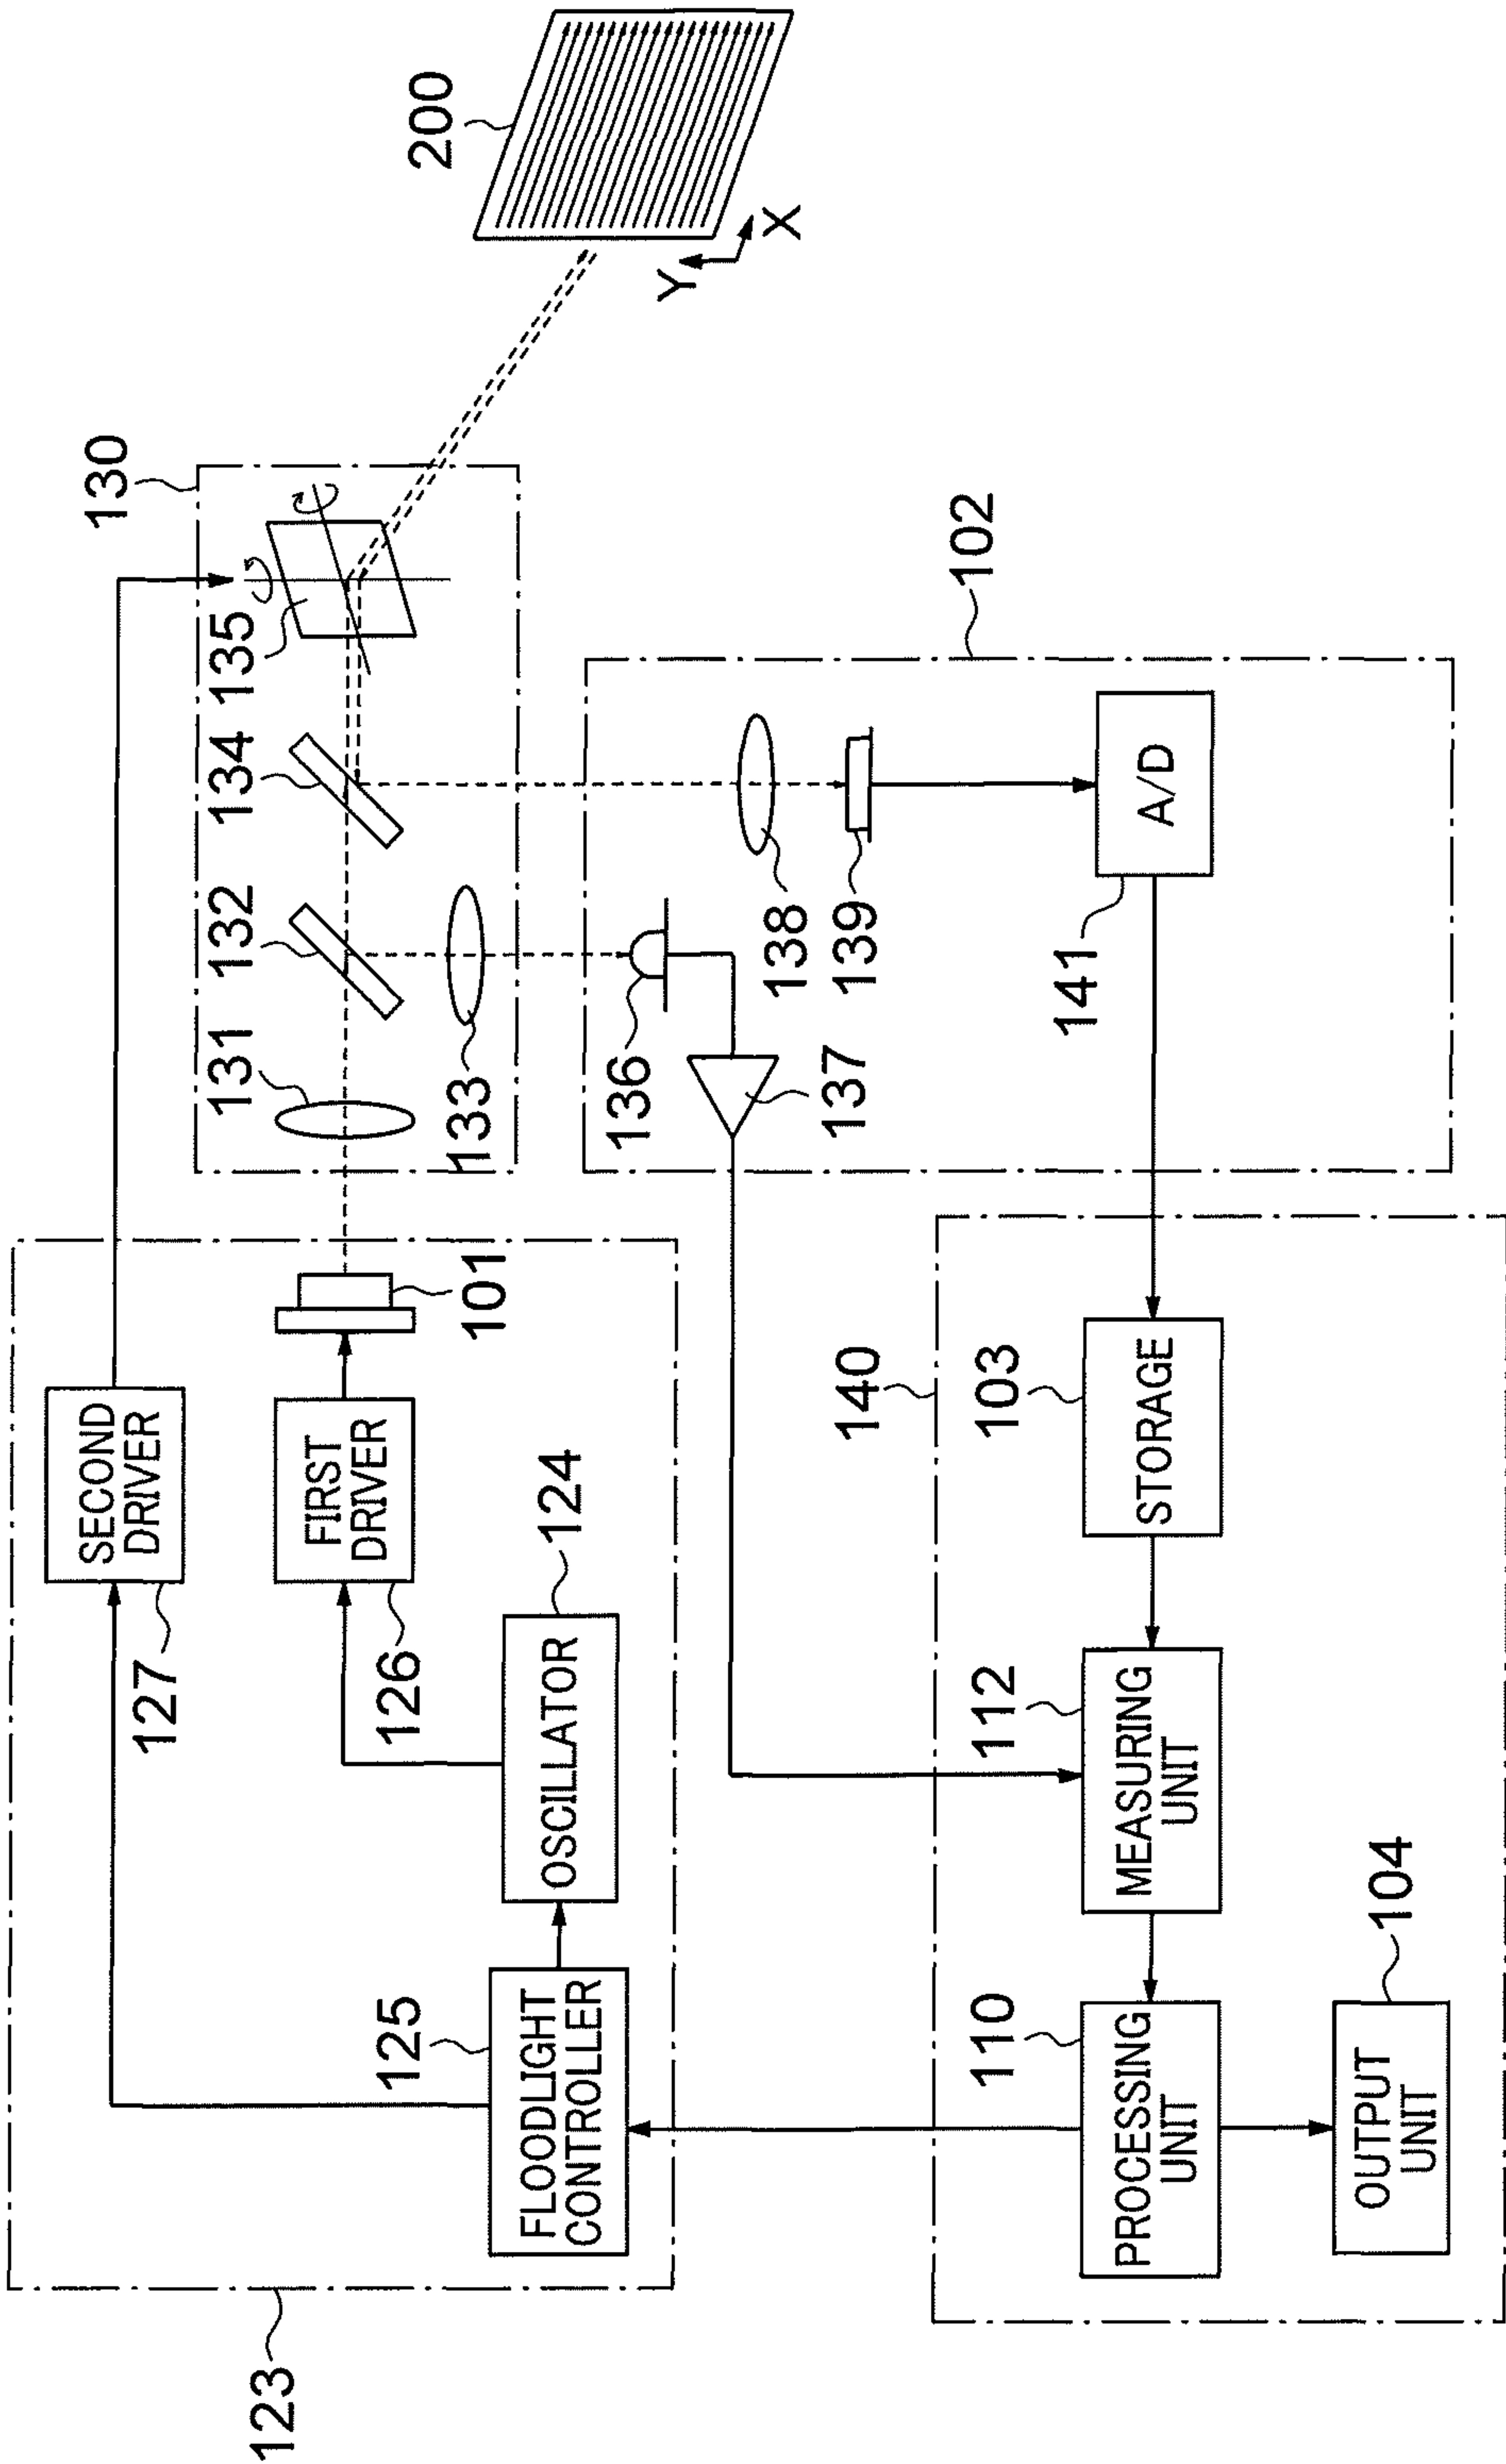 123
127
SECOND
DRIVER
130
135
200
Y
X
126
FIRST
DRIVER
101
131
132
134
125
FLOODLIGHT
CONTROLLER
OSCILLATOR
124
133
136
137
138
139
102
141
A/D
140
110
PROCESSING
UNIT
112
MEASURING
UNIT
103
STORAGE
OUTPUT
UNIT
104